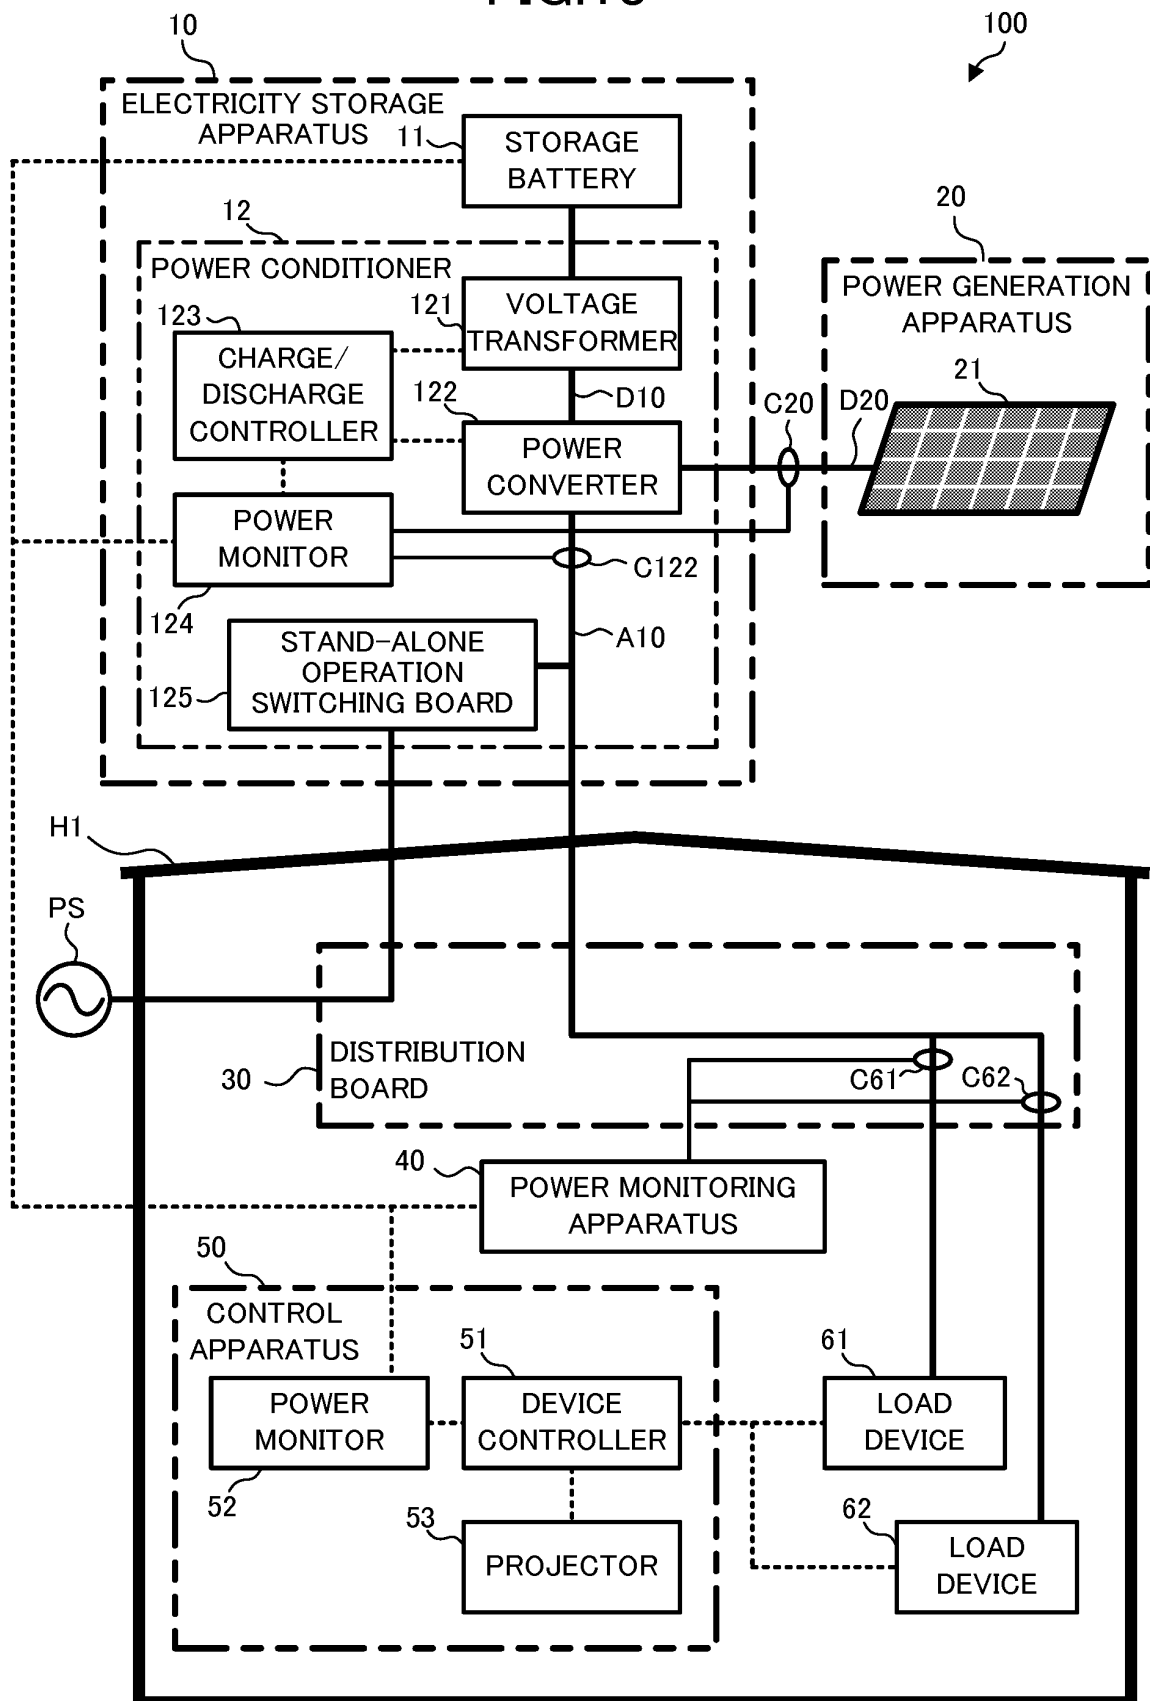 10
100
ELECTRICITY STORAGE
APPARATUS
11
STORAGE
BATTERY
12
POWER CONDITIONER
20
POWER GENERATION
APPARATUS
123
121
VOLTAGE
TRANSFORMER
CHARGE/
DISCHARGE
CONTROLLER
122
D10
C20
21
D20
POWER
CONVERTER
POWER
MONITOR
C122
124
STAND-ALONE
OPERATION
SWITCHING BOARD
A10
125
H1
PS
DISTRIBUTION
BOARD
30
C61
C62
40
POWER MONITORING
APPARATUS
50
CONTROL
APPARATUS
51
61
POWER
MONITOR
DEVICE
CONTROLLER
LOAD
DEVICE
52
53
62
PROJECTOR
LOAD
DEVICE